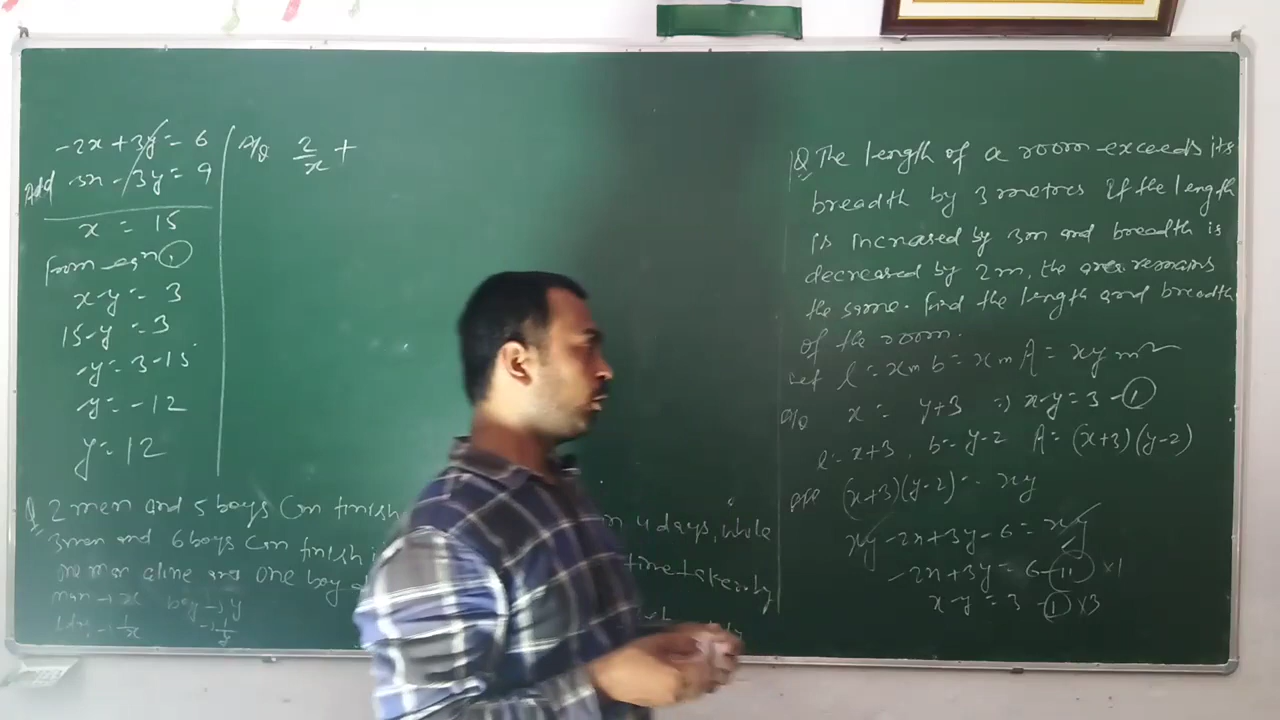 -2x + 3y = 6
Add 3x - 3y = 9
x = 15
from eqn ①
x-y = 3
15-y = 3
-y = 3-15
-y = -12
y = 12
A/Q 2/x +
Q 2 men and 5 boys Can finish in 4 days, while
3 men and 6 boys Can finish time taken by
one man alone and one boy
man → x boy → y
1 day → 1/x → 1/y
Q The length of a room exceeds its
breadth by 3 metres if the length
is increased by 3m and breadth is
decreased by 2m, the area remains
the same. Find the length and breadth
of the room.
let l = x m b = x m A = xy m²
A/Q x = y+3 => x-y = 3 -①
l = x+3, b = y-2 A = (x+3)(y-2)
(x+3)(y-2) = xy
xy -2x+3y-6 = xy
-2x+3y = 6 -⑪ ×1
x-y = 3 -① ×3